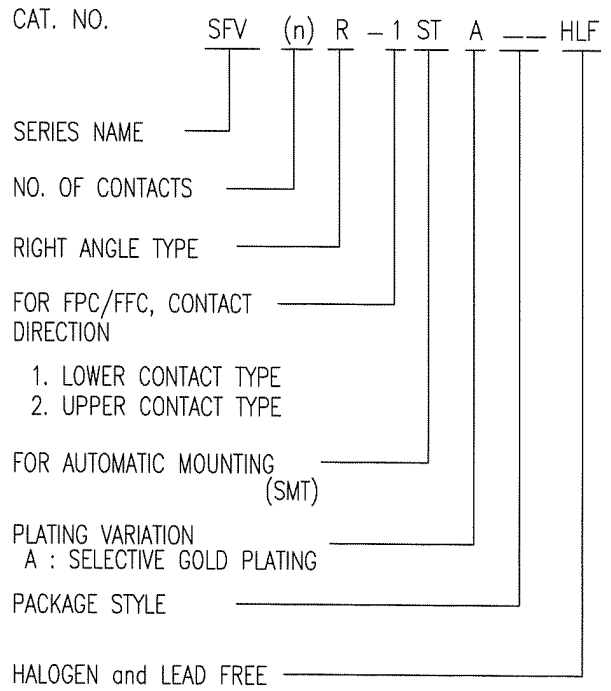 CAT. NO. SFV (n) R – 1 ST A __ HLF
SERIES NAME
NO. OF CONTACTS
RIGHT ANGLE TYPE
FOR FPC/FFC, CONTACT
DIRECTION
1. LOWER CONTACT TYPE
2. UPPER CONTACT TYPE
FOR AUTOMATIC MOUNTING
(SMT)
PLATING VARIATION
A : SELECTIVE GOLD PLATING
PACKAGE STYLE
HALOGEN and LEAD FREE